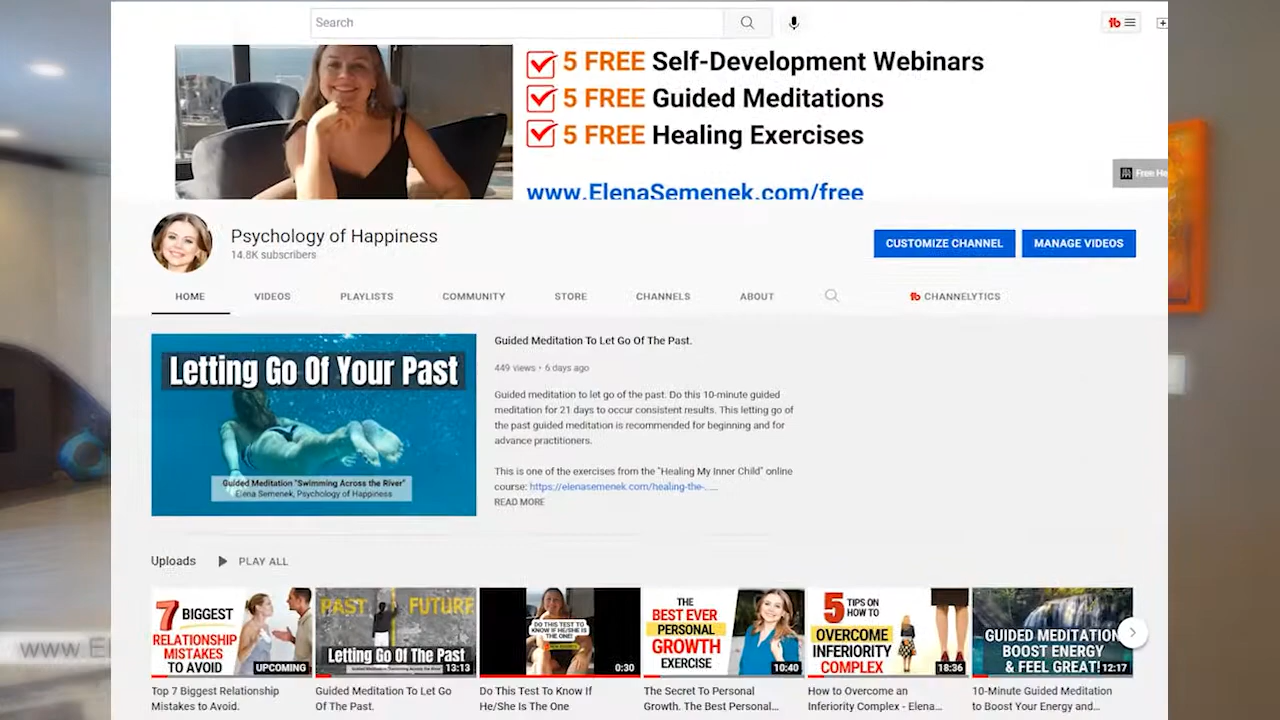 Search
5 FREE Self-Development Webinars
5 FREE Guided Meditations
5 FREE Healing Exercises
www.ElenaSemenek.com/free
Free He
Psychology of Happiness
14.8K subscribers
CUSTOMIZE CHANNEL
MANAGE VIDEOS
HOME
VIDEOS
PLAYLISTS
COMMUNITY
STORE
CHANNELS
ABOUT
CHANNELYTICS
Letting Go Of Your Past
Guided Meditation "Swimming Across the River"
Elena Semenek, Psychology of Happiness
Guided Meditation To Let Go Of The Past.
449 views • 6 days ago
Guided meditation to let go of the past. Do this 10-minute guided
meditation for 21 days to occur consistent results. This letting go of
the past guided meditation is recommended for beginning and for
advance practitioners.
This is one of the exercises from the "Healing My Inner Child" online
course: https://elenasemenek.com/healing-the-......
READ MORE
Uploads
PLAY ALL
7 BIGGEST
RELATIONSHIP
MISTAKES
TO AVOID
UPCOMING
Top 7 Biggest Relationship
Mistakes to Avoid.
PAST FUTURE
Letting Go Of The Past
13:13
Guided Meditation To Let Go
Of The Past.
DO THIS TEST TO
KNOW IF HE/SHE IS
THE ONE!
0:30
Do This Test To Know If
He/She Is The One
THE
BEST EVER
PERSONAL
GROWTH
EXERCISE
10:40
The Secret To Personal
Growth. The Best Personal...
5 TIPS ON
HOW TO
OVERCOME
INFERIORITY
COMPLEX
18:36
How to Overcome an
Inferiority Complex - Elena...
GUIDED MEDITATION
BOOST ENERGY
& FEEL GREAT!
12:17
10-Minute Guided Meditation
to Boost Your Energy and...
www.El